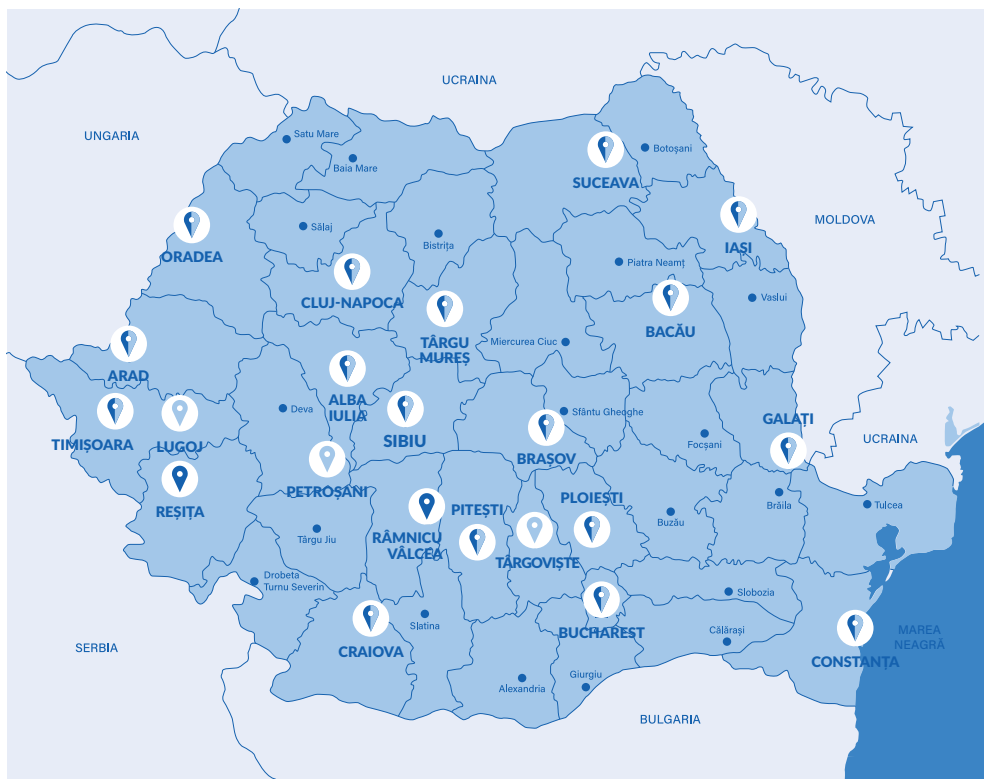 UCRAINA
UNGARIA
Satu Mare
Baia Mare
Botoșani
SUCEAVA
MOLDOVA
Sălaj
Bistrița
IAȘI
ORADEA
Piatra Neamț
CLUJ-NAPOCA
Vaslui
BACĂU
TÂRGU
MUREȘ
Miercurea Ciuc
ARAD
ALBA
IULIA
Deva
Sfântu Gheoghe
GALAȚI
TIMIȘOARA
LUGOJ
SIBIU
BRAȘOV
Focșani
UCRAINA
PETROȘANI
REȘIȚA
PITEȘTI
PLOIEȘTI
Brăila
Tulcea
Buzău
Târgu Jiu
RÂMNICU
VÂLCEA
TÂRGOVIȘTE
Drobeta
Turnu Severin
Slobozia
Slatina
BUCHAREST
Călărași
MAREA
NEAGRĂ
SERBIA
CRAIOVA
CONSTANȚA
Alexandria
Giurgiu
BULGARIA